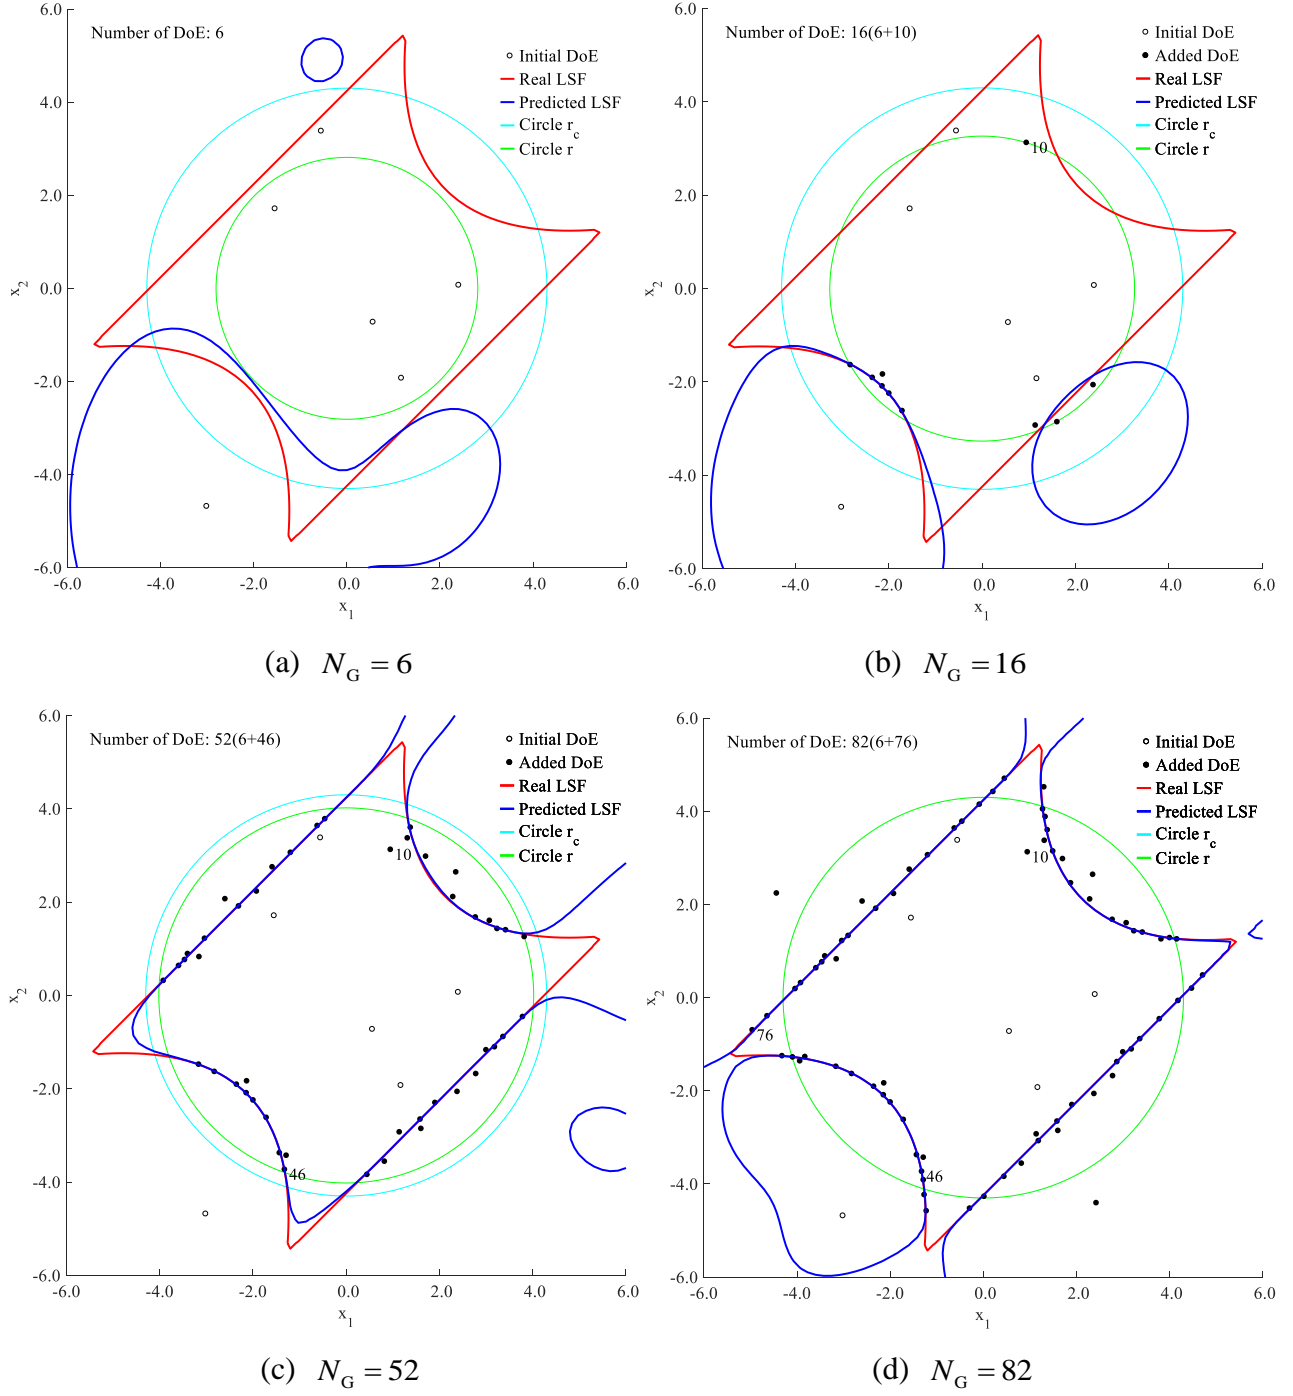 Number of DoE: 6
Initial DoE
Real LSF
Predicted LSF
Circle r_c
Circle r
6.0
4.0
2.0
0.0
-2.0
-4.0
-6.0
x_2
-6.0 -4.0 -2.0 0.0 2.0 4.0 6.0
x_1
(a) N_G = 6
Number of DoE: 16(6+10)
Initial DoE
Added DoE
Real LSF
Predicted LSF
Circle r_c
Circle r
10
6.0
4.0
2.0
0.0
-2.0
-4.0
-6.0
x_2
-6.0 -4.0 -2.0 0.0 2.0 4.0 6.0
x_1
(b) N_G = 16
Number of DoE: 52(6+46)
Initial DoE
Added DoE
Real LSF
Predicted LSF
Circle r_c
Circle r
10
46
6.0
4.0
2.0
0.0
-2.0
-4.0
-6.0
x_2
-6.0 -4.0 -2.0 0.0 2.0 4.0 6.0
x_1
(c) N_G = 52
Number of DoE: 82(6+76)
Initial DoE
Added DoE
Real LSF
Predicted LSF
Circle r_c
Circle r
10
76
46
6.0
4.0
2.0
0.0
-2.0
-4.0
-6.0
x_2
-6.0 -4.0 -2.0 0.0 2.0 4.0 6.0
x_1
(d) N_G = 82